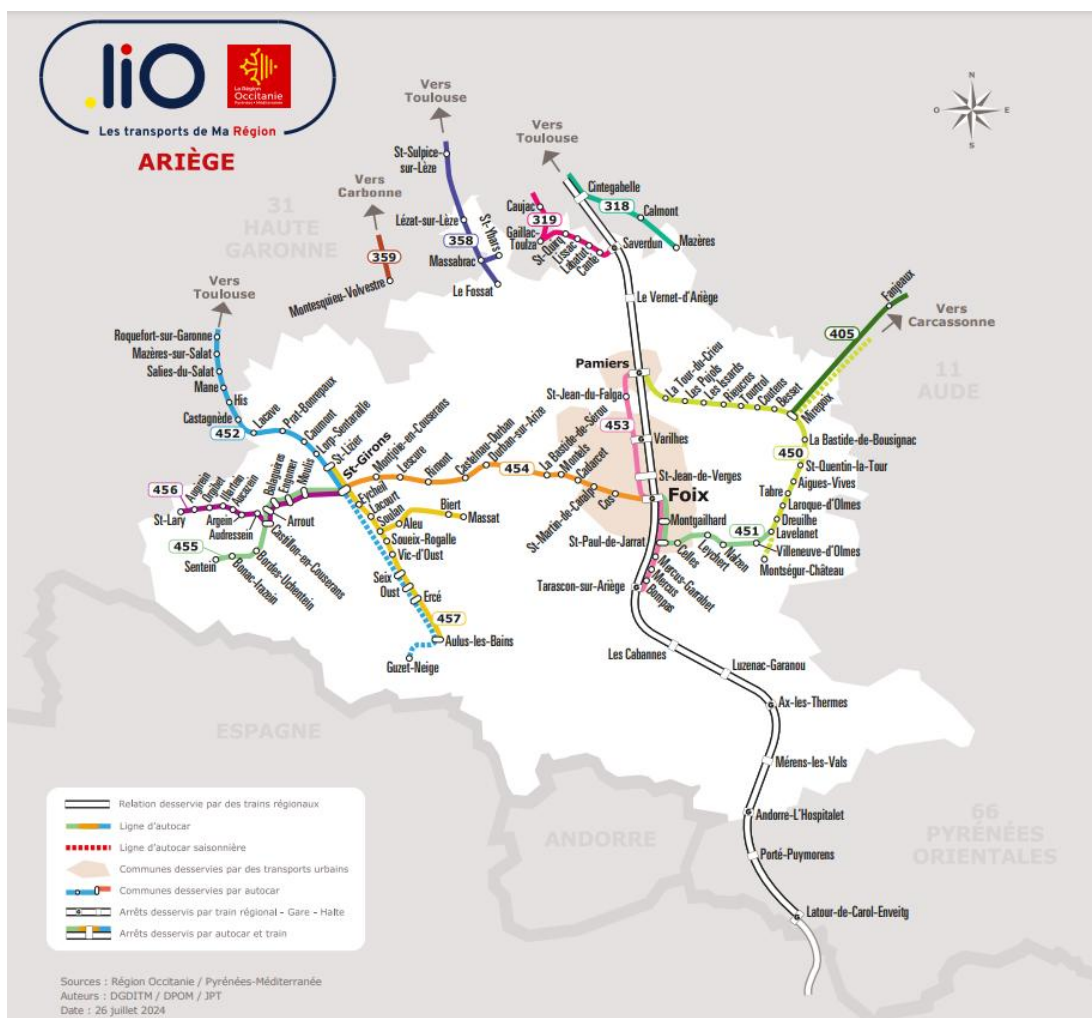 .liO
La Région
Occitanie
Pyrénées - Méditerranée
Les transports de Ma Région
ARIÈGE
N
O
E
S
31
HAUTE
GARONNE
11
AUDE
66
PYRÉNÉES
ORIENTALES
ESPAGNE
ANDORRE
Vers
Toulouse
Vers
Toulouse
Vers
Carbonne
Vers
Toulouse
Vers
Carcassonne
St-Sulpice-
sur-Lèze
Lézat-sur-Lèze
358
St-Ybars
Massabrac
Le Fossat
359
Montesquieu-Volvestre
Caujac
319
Gaillac-
Toulza
St-Quirq
Lissac
Labatut
Canté
Cintegabelle
318
Calmont
Mazères
Saverdun
Le Vernet-d'Ariège
Pamiers
St-Jean-du-Falga
453
Varilhes
St-Jean-de-Verges
Foix
Montgailhard
St-Paul-de-Jarrat
Mercus-Garrabet
Mercus
Bompas
Tarascon-sur-Ariège
Les Cabannes
Luzenac-Garanou
Ax-les-Thermes
Mérens-les-Vals
Andorre-L'Hospitalet
Porté-Puymorens
Latour-de-Carol-Enveitg
La Tour-du-Crieu
Les Pujols
Les Issards
Rieucros
Tourtrol
Coutens
Besset
Mirepoix
405
Fanjeaux
La Bastide-de-Bousignac
450
St-Quentin-la-Tour
Aigues-Vives
Tabre
Laroque-d'Olmes
Dreuilhe
Lavelanet
451
Villeneuve-d'Olmes
Montségur-Château
Celles
Leychert
Nalzen
Roquefort-sur-Garonne
Mazères-sur-Salat
Salies-du-Salat
Mane
His
Castagnède
452
Lacave
Prat-Bonrepaux
Caumont
Lorp-Sentaraille
St-Lizier
St-Girons
Montjoie-en-Couserans
Lescure
Rimont
Castelnau-Durban
Durban-sur-Arize
454
La Bastide-de-Sérou
Montels
Cadarcet
St-Martin-de-Caralp
Cos
Eycheil
Lacourt
Soulan
Aleu
Biert
Massat
Soueix-Rogalle
Vic-d'Oust
Seix
Oust
Ercé
457
Aulus-les-Bains
Guzet-Neige
456
St-Lary
Augirein
Orgibet
Illartein
Aucazein
Argein
Audressein
Balaguères
Engomer
Moulis
Arrout
Castillon-en-Couserans
455
Sentein
Bonac-Irazein
Bordes-Uchentein
Relation desservie par des trains régionaux
Ligne d'autocar
Ligne d'autocar saisonnière
Communes desservies par des transports urbains
Communes desservies par autocar
Arrêts desservis par train régional - Gare - Halte
Arrêts desservis par autocar et train
Sources : Région Occitanie / Pyrénées-Méditerranée
Auteurs : DGDITM / DPOM / JPT
Date : 26 juillet 2024